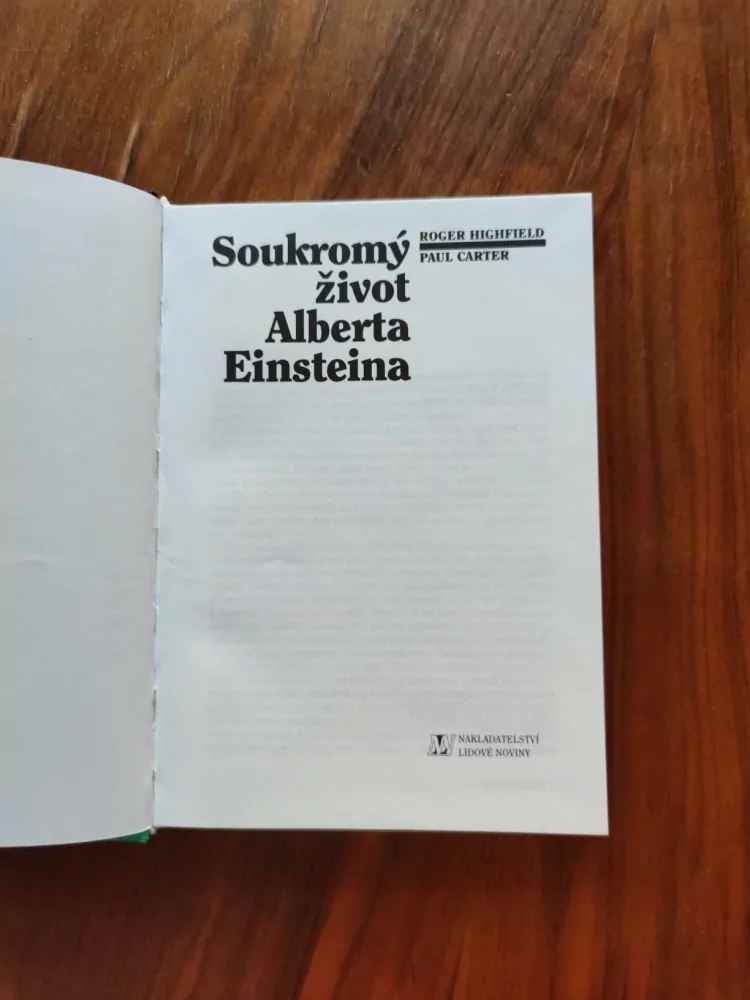 Soukromý
život
Alberta
Einsteina
ROGER HIGHFIELD
PAUL CARTER
NAKLADATELSTVÍ
LIDOVÉ NOVINY